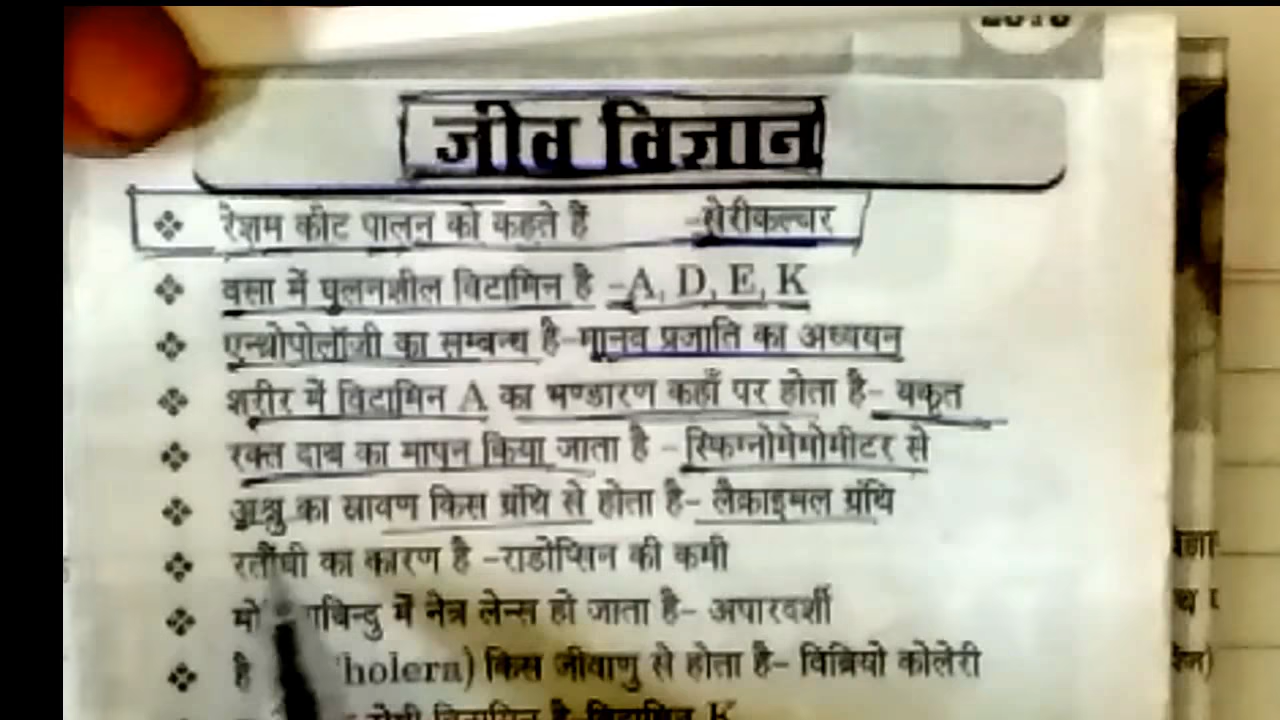 2018
जीव विज्ञान
❖ रेशम कीट पालन को कहते हैं -सेरीकल्चर
❖ वसा में घुलनशील विटामिन है -A, D, E, K
❖ एन्थ्रोपोलॉजी का सम्बन्ध है-मानव प्रजाति का अध्ययन
❖ शरीर में विटामिन A का भण्डारण कहाँ पर होता है- यकृत
❖ रक्त दाब का मापन किया जाता है - स्फिग्नोमेमोमीटर से
❖ अश्रु का स्रावण किस ग्रंथि से होता है- लैक्राइमल ग्रंथि
❖ रतौंधी का कारण है -राडोप्सिन की कमी
❖ बिन्दु में नेत्र लेन्स हो जाता है- अपारदर्शी
❖ है holera) किस जीवाणु से होता है- विब्रियो कोलेरी
विटामिन है-विटामिन K